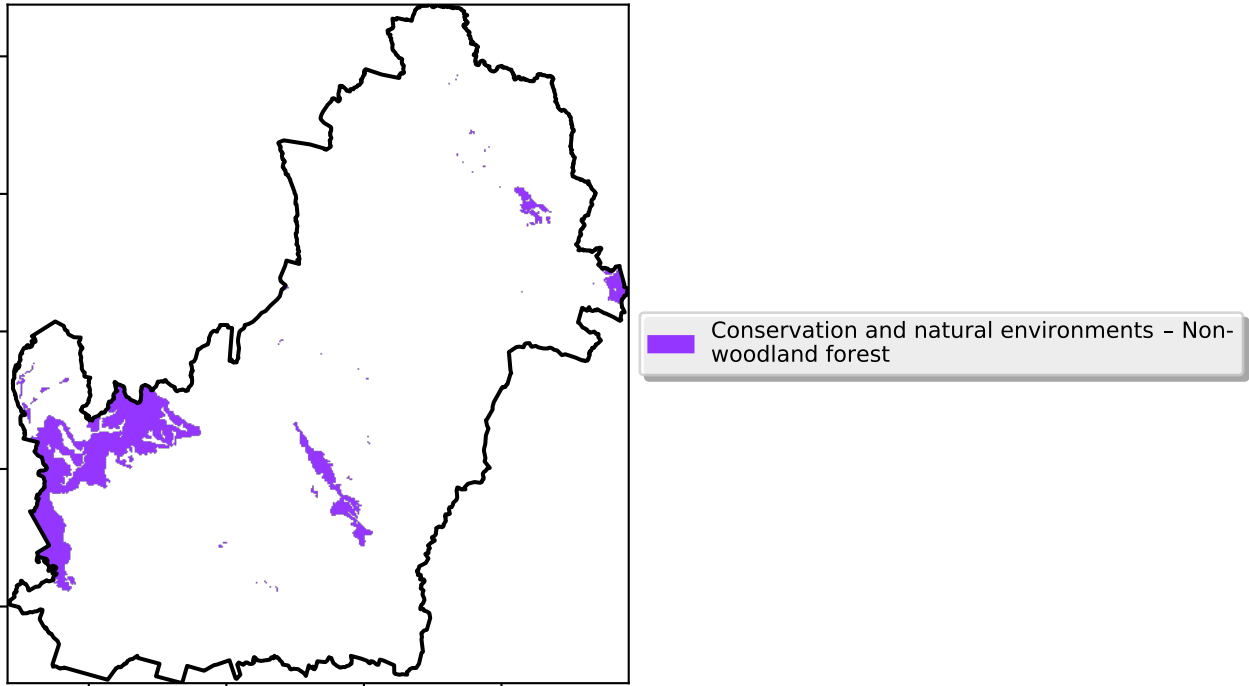 Conservation and natural environments – Non-
woodland forest